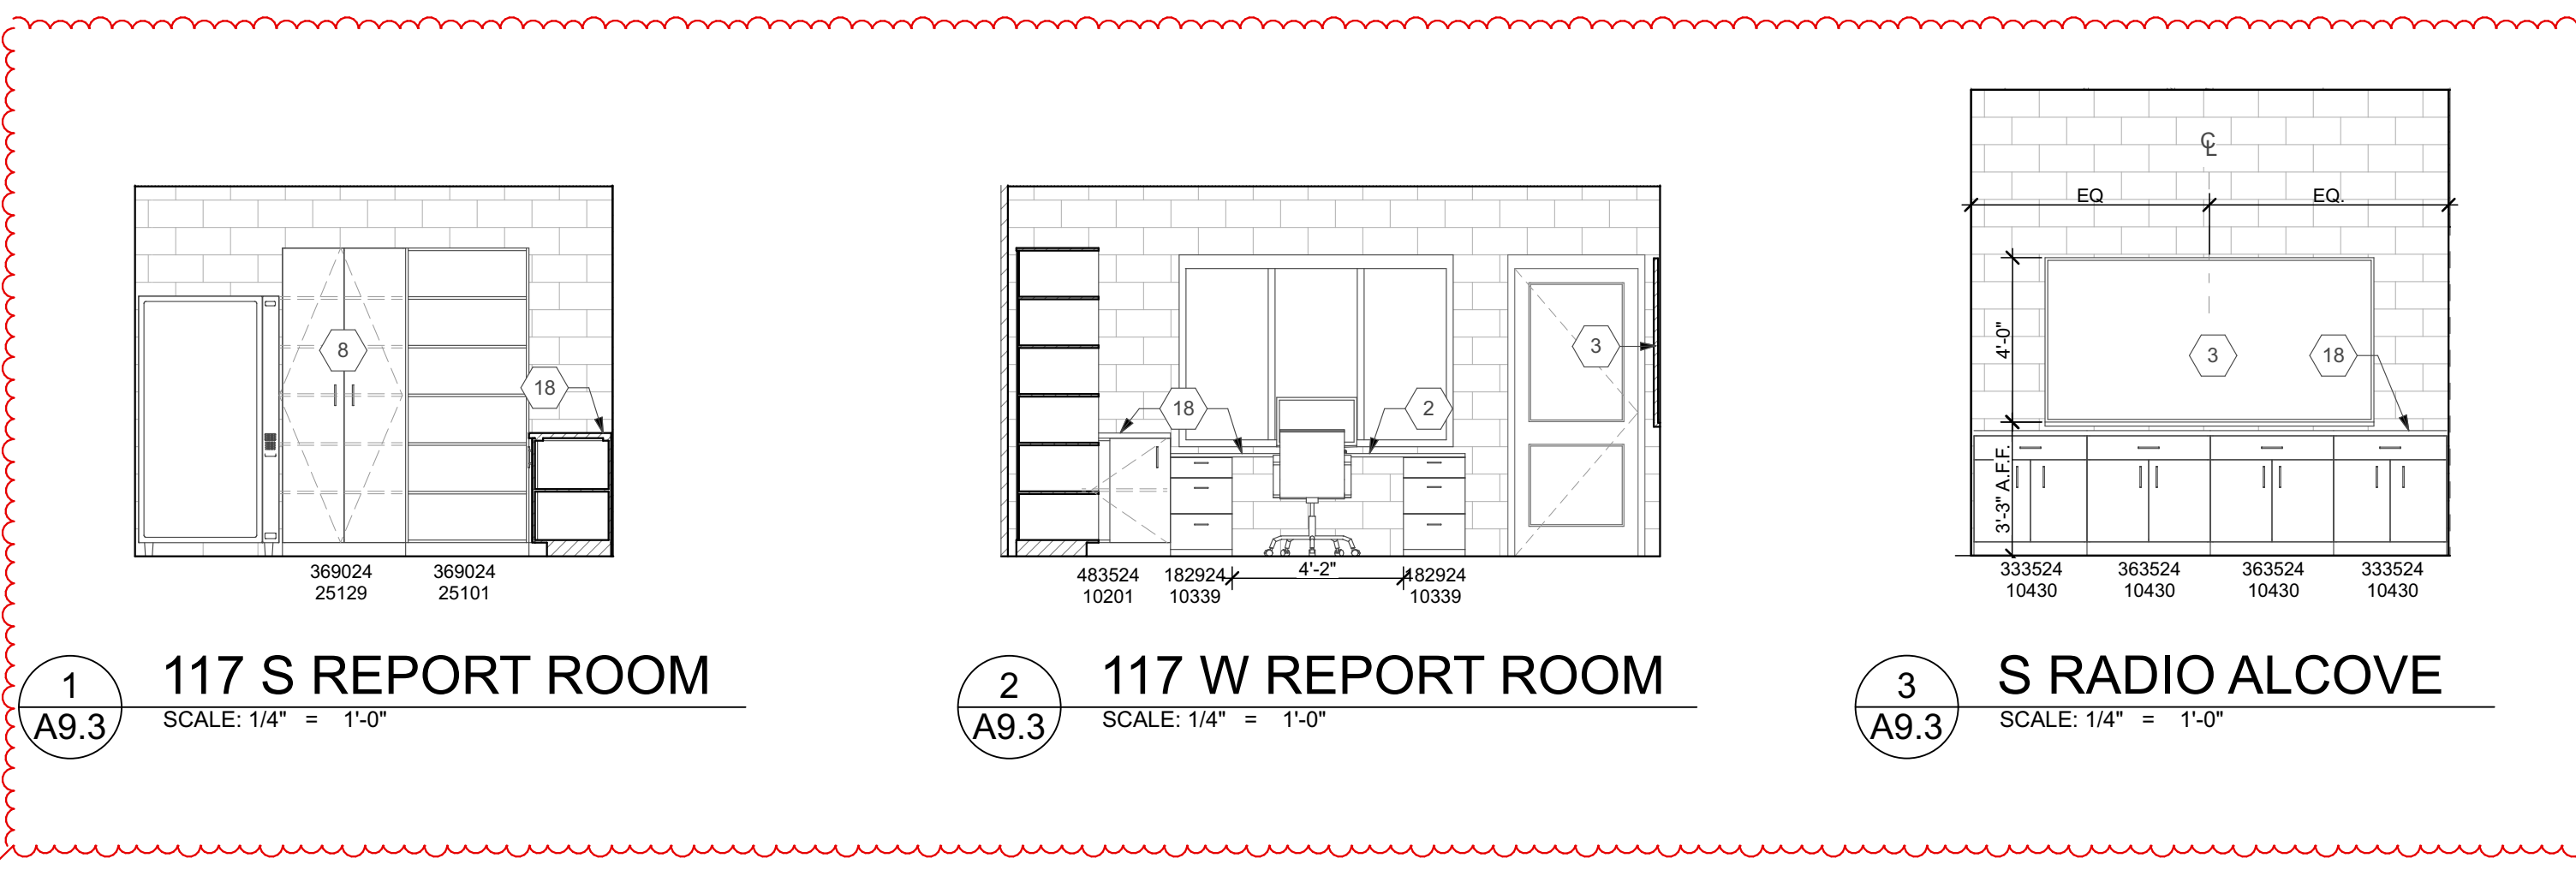 8
18
369024
25129
369024
25101
1
A9.3
117 S REPORT ROOM
SCALE: 1/4" = 1'-0"
18
2
3
4'-2"
483524
10201
182924
10339
182924
10339
2
A9.3
117 W REPORT ROOM
SCALE: 1/4" = 1'-0"
℄
EQ
EQ.
4'-0"
3
18
3'-3" A.F.F.
333524
10430
363524
10430
363524
10430
333524
10430
3
A9.3
S RADIO ALCOVE
SCALE: 1/4" = 1'-0"